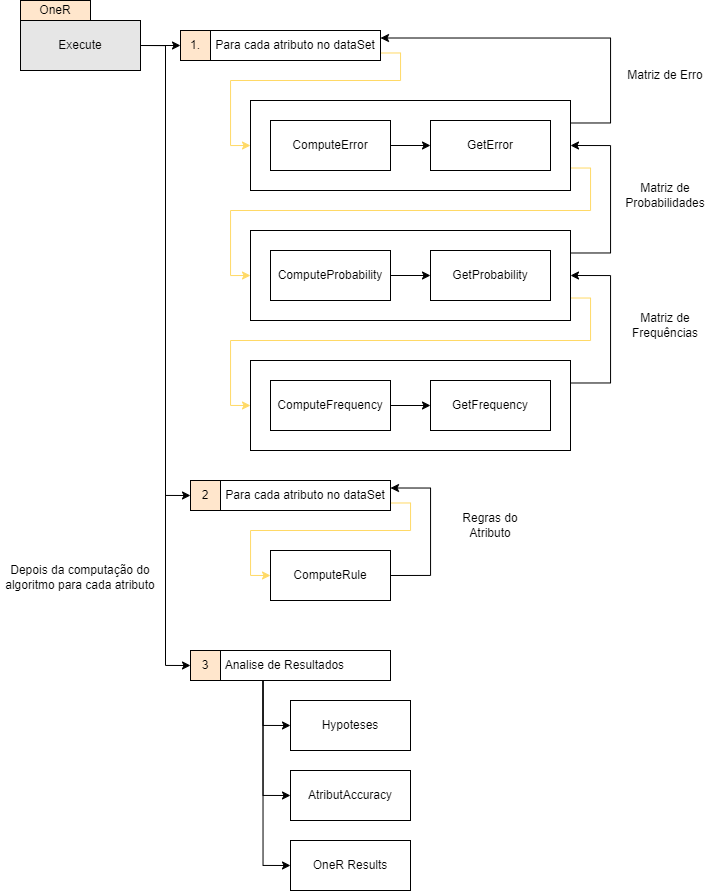 OneR
Execute
1.
Para cada atributo no dataSet
Matriz de Erro
ComputeError
GetError
Matriz de
Probabilidades
ComputeProbability
GetProbability
Matriz de
Frequências
ComputeFrequency
GetFrequency
2
Para cada atributo no dataSet
Regras do
Atributo
Depois da computação do
algoritmo para cada atributo
ComputeRule
3
Analise de Resultados
Hypoteses
AtributAccuracy
OneR Results